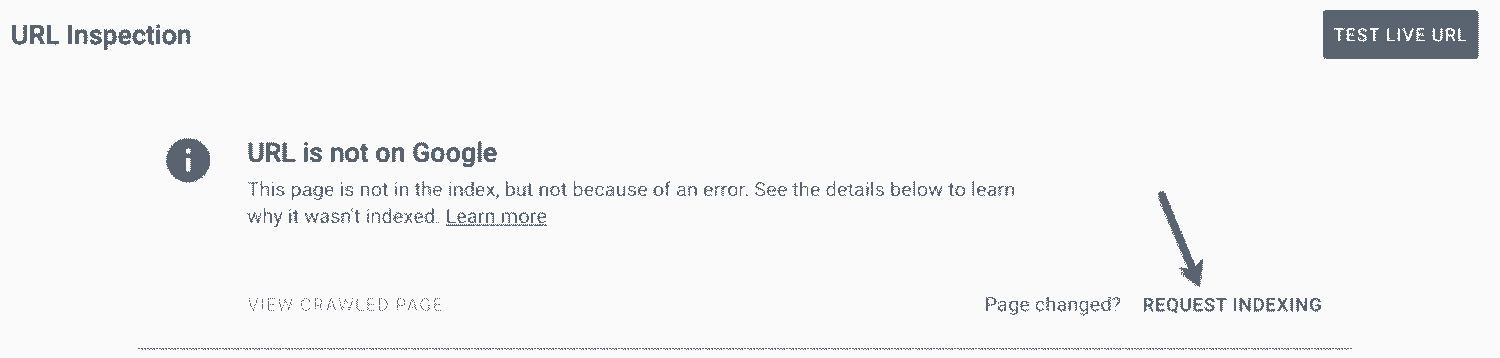 URL Inspection
TEST LIVE URL
URL is not on Google
This page is not in the index, but not because of an error. See the details below to learn
why it wasn't indexed. Learn more
VIEW CRAWLED PAGE
Page changed? REQUEST INDEXING